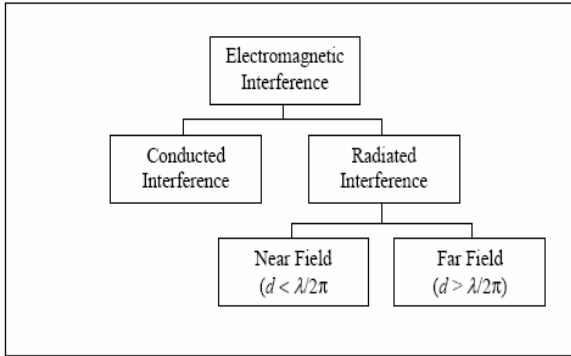 Electromagnetic
Interference
Conducted
Interference
Radiated
Interference
Near Field
(d < λ/2π
Far Field
(d > λ/2π)